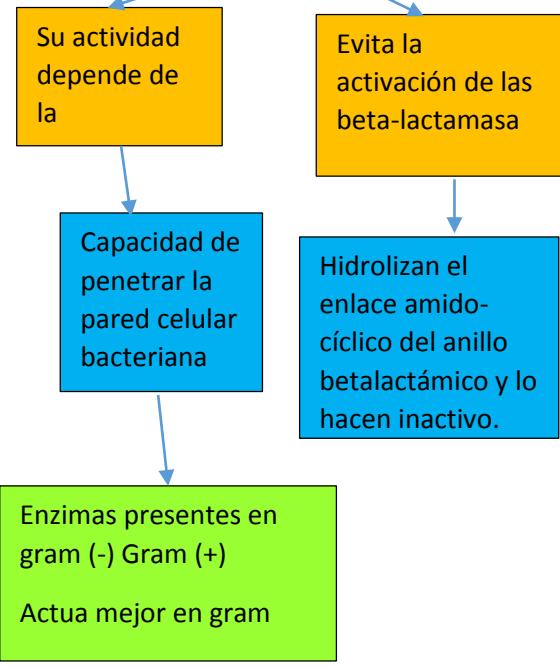 Su actividad
depende de
la
Evita la
activación de las
beta-lactamasa
Capacidad de
penetrar la
pared celular
bacteriana
Hidrolizan el
enlace amido-
cíclico del anillo
betalactámico y lo
hacen inactivo.
Enzimas presentes en
gram (-) Gram (+)
Actua mejor en gram